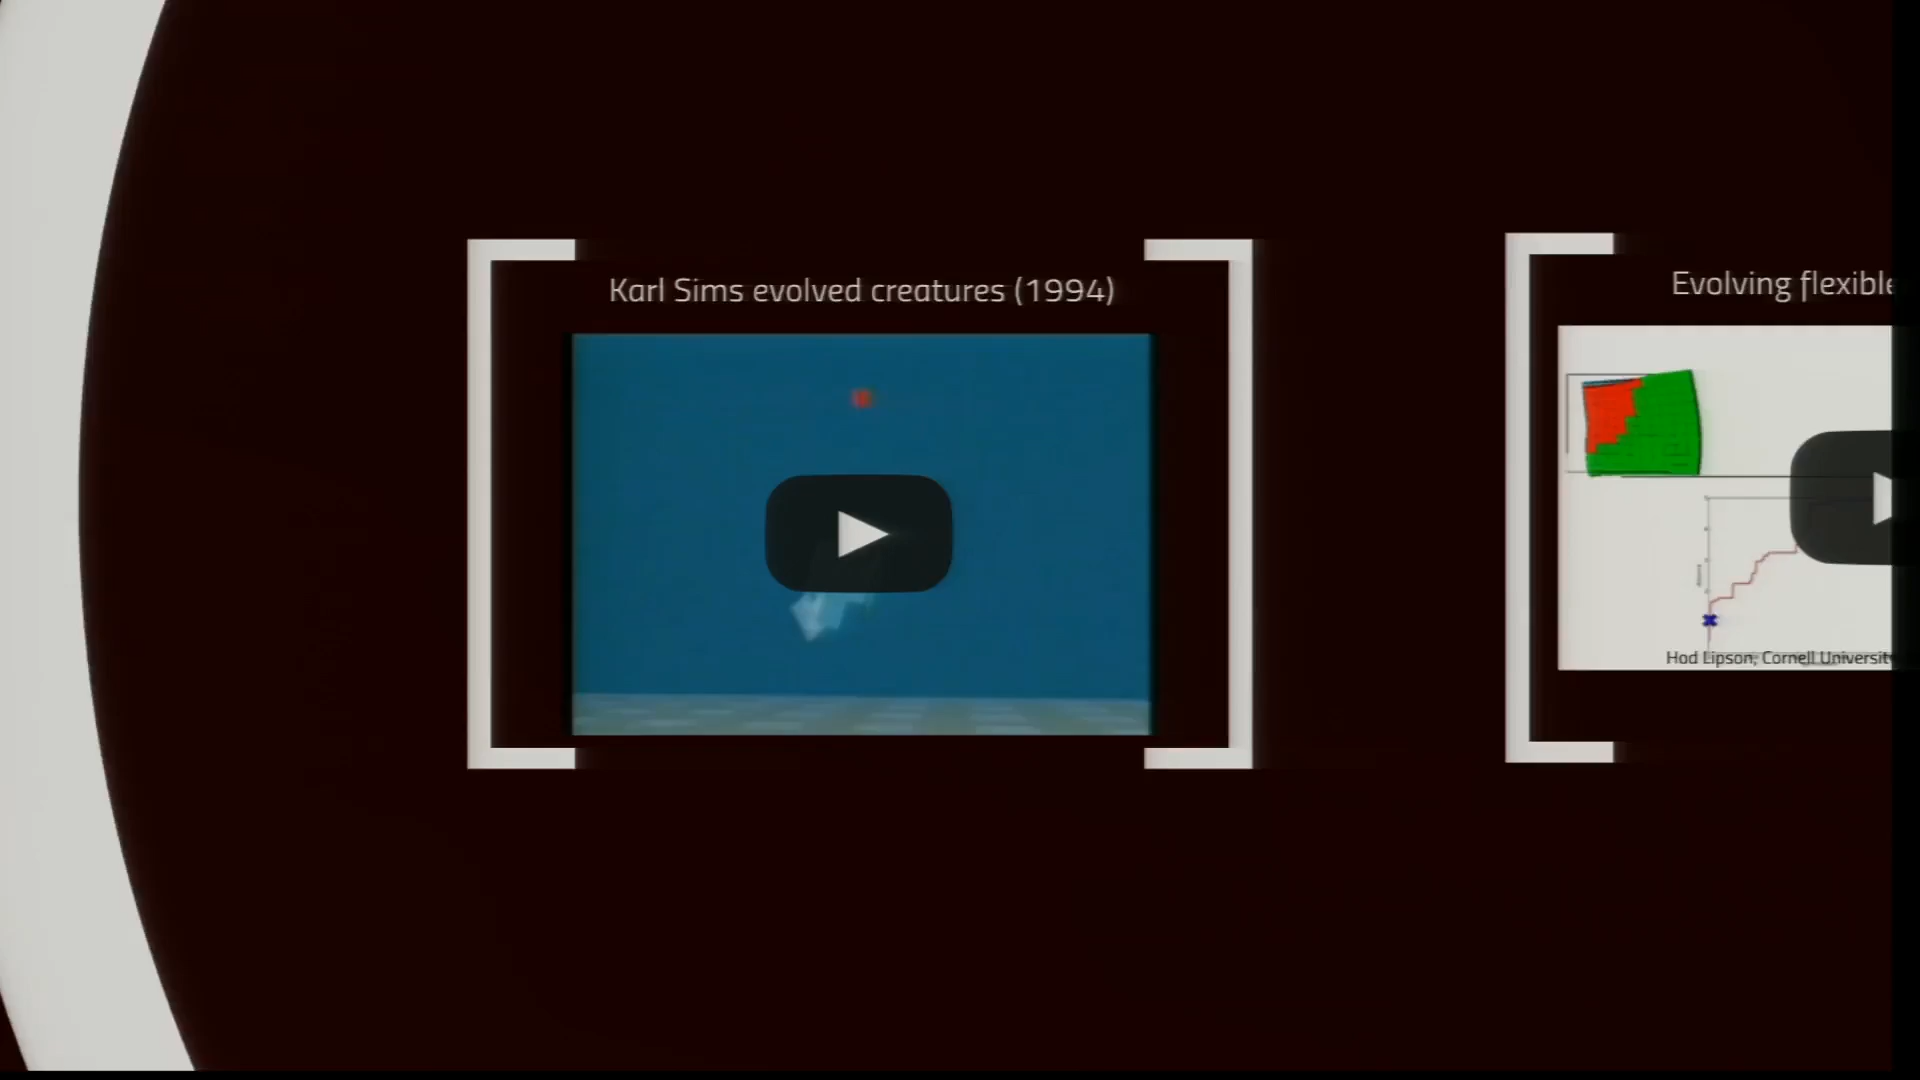 Karl Sims evolved creatures (1994)
Evolving flexible
Hod Lipson, Cornell University